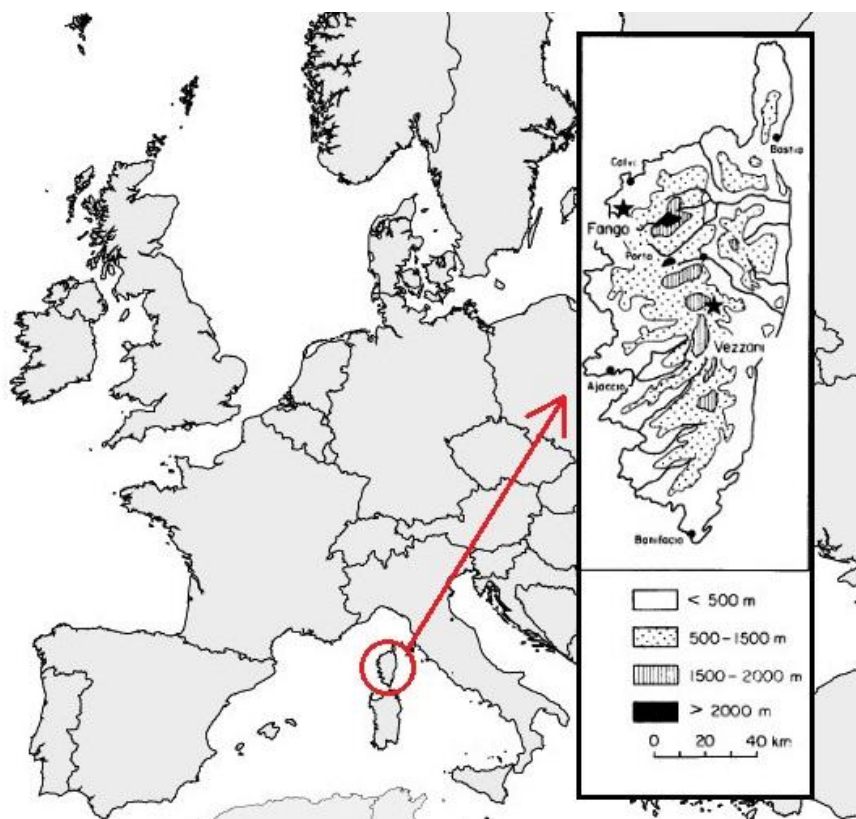 Bastia
Calvi
Fango
Porto
Vezzani
Ajaccio
Bonifacio
< 500 m
500-1500 m
1500-2000 m
> 2000 m
0 20 40 km